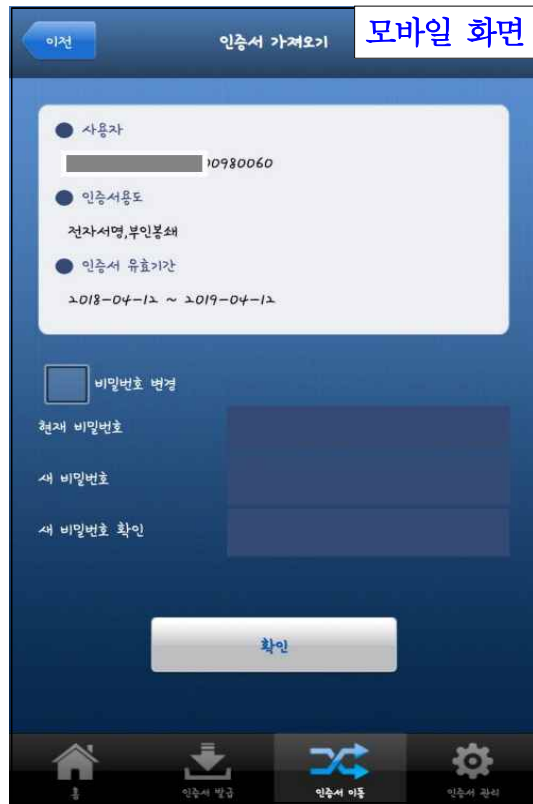 이전
인증서 가져오기
모바일 화면
사용자
00980060
인증서용도
전자서명,부인봉쇄
인증서 유효기간
2018-04-12 ~ 2019-04-12
비밀번호 변경
현재 비밀번호
새 비밀번호
새 비밀번호 확인
확인
홈
인증서 발급
인증서 이동
인증서 관리